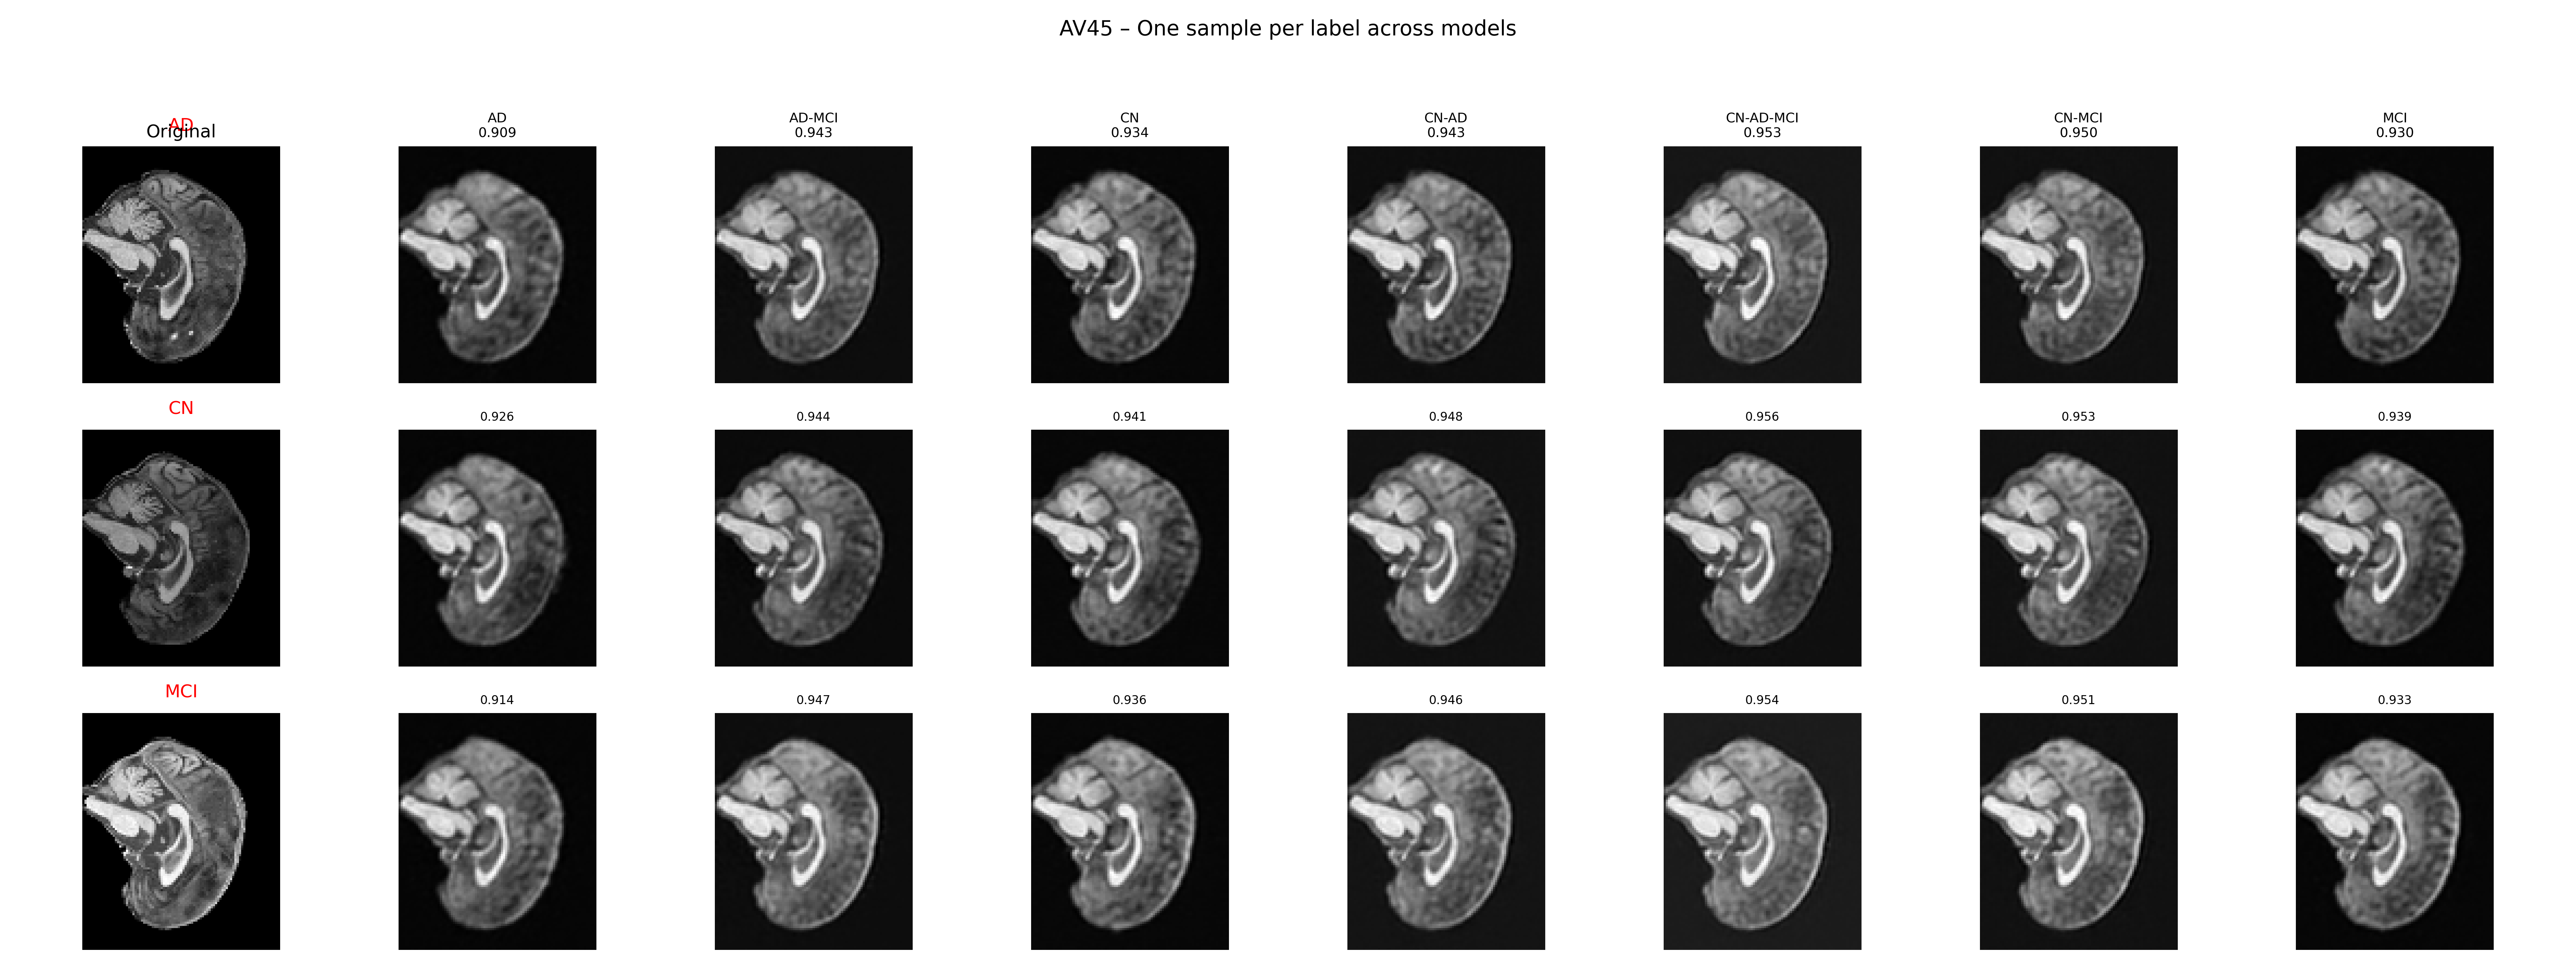 AV45 – One sample per label across models
AD
Original
AD
0.909
AD-MCI
0.943
CN
0.934
CN-AD
0.943
CN-AD-MCI
0.953
CN-MCI
0.950
MCI
0.930
CN
0.926
0.944
0.941
0.948
0.956
0.953
0.939
MCI
0.914
0.947
0.936
0.946
0.954
0.951
0.933